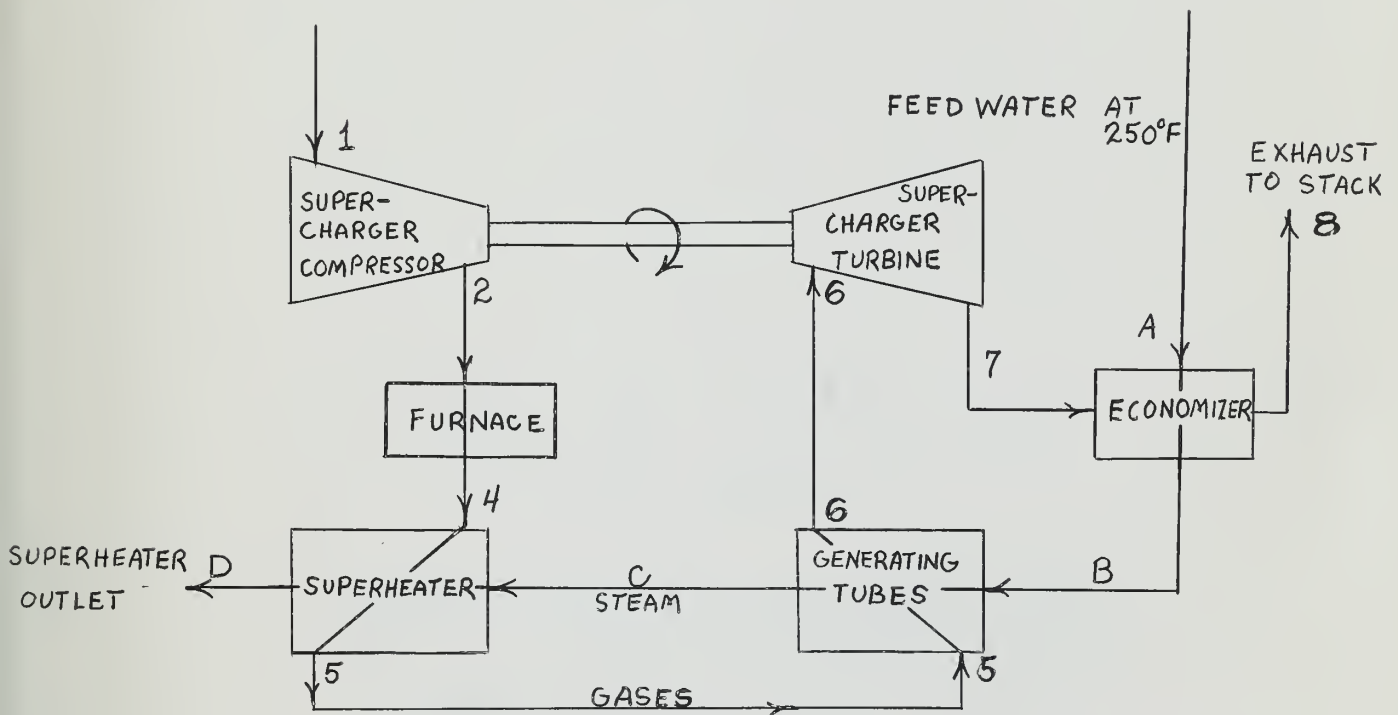 1
SUPER-
CHARGER
COMPRESSOR
2
SUPER-
CHARGER
TURBINE
6
7
FEED WATER AT
250°F
EXHAUST
TO STACK
8
A
ECONOMIZER
FURNACE
4
6
SUPERHEATER
OUTLET
D
SUPERHEATER
C
STEAM
GENERATING
TUBES
B
5
GASES
5